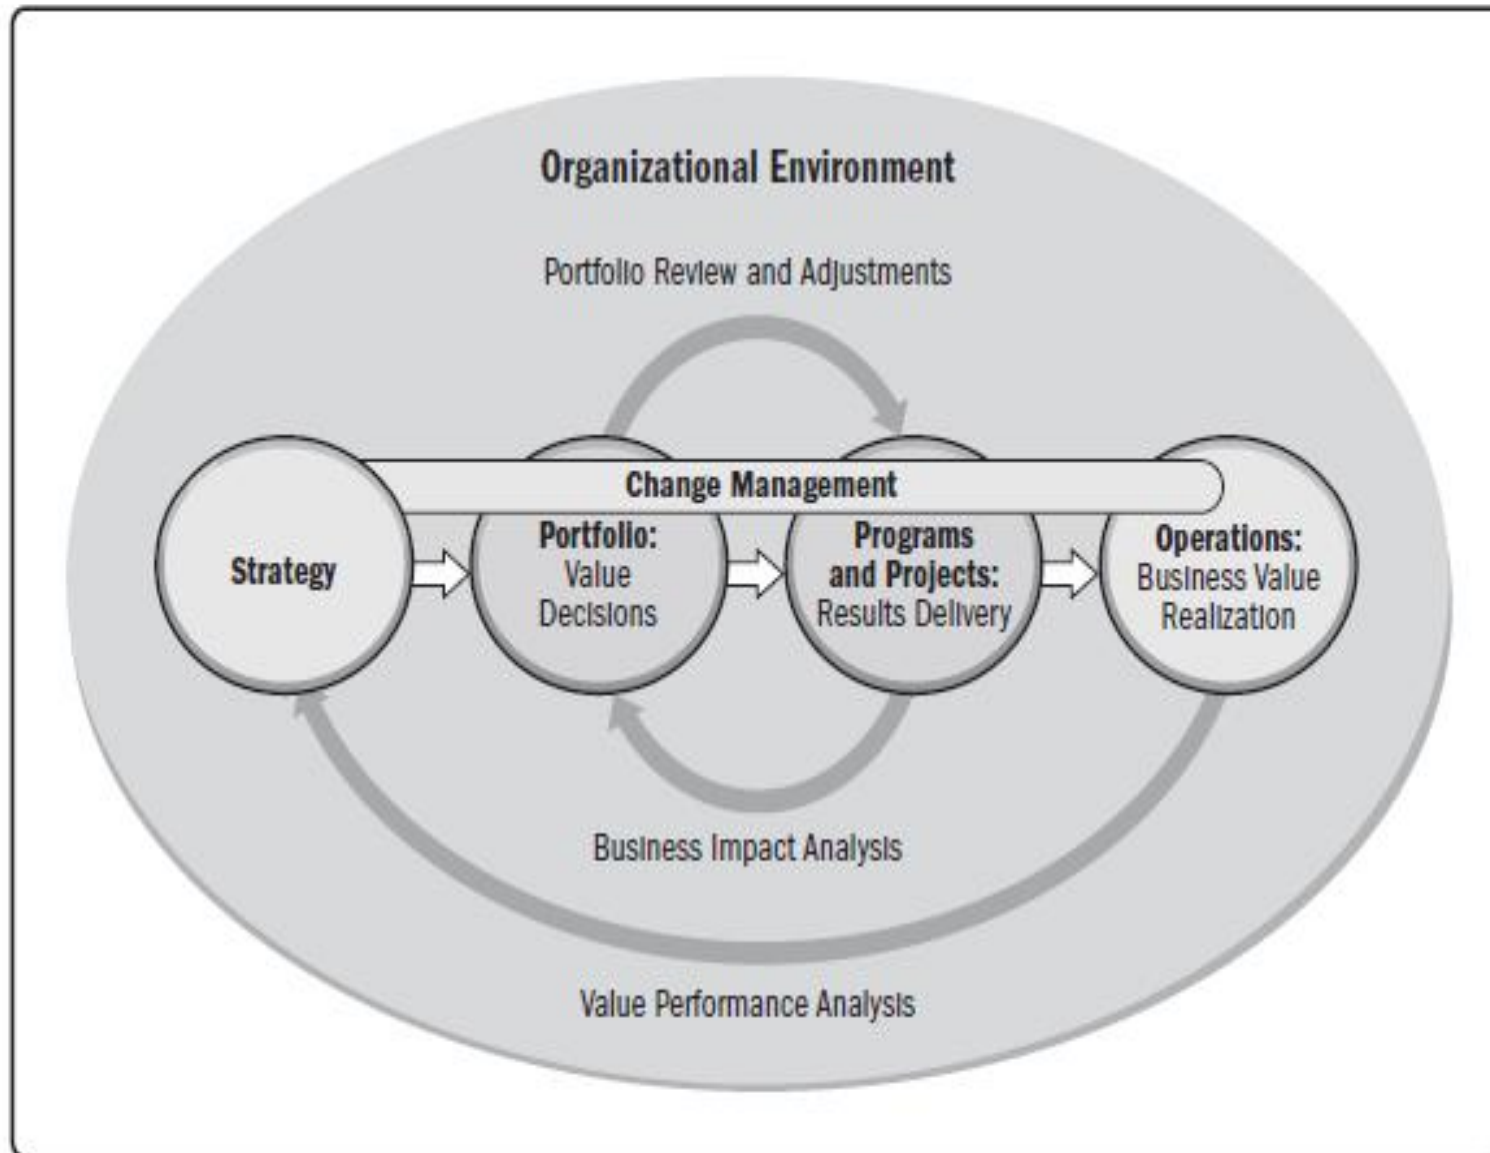 Organizational Environment
Portfolio Review and Adjustments
Change Management
Strategy
Portfolio:
Value
Decisions
Programs
and Projects:
Results Delivery
Operations:
Business Value
Realization
Business Impact Analysis
Value Performance Analysis